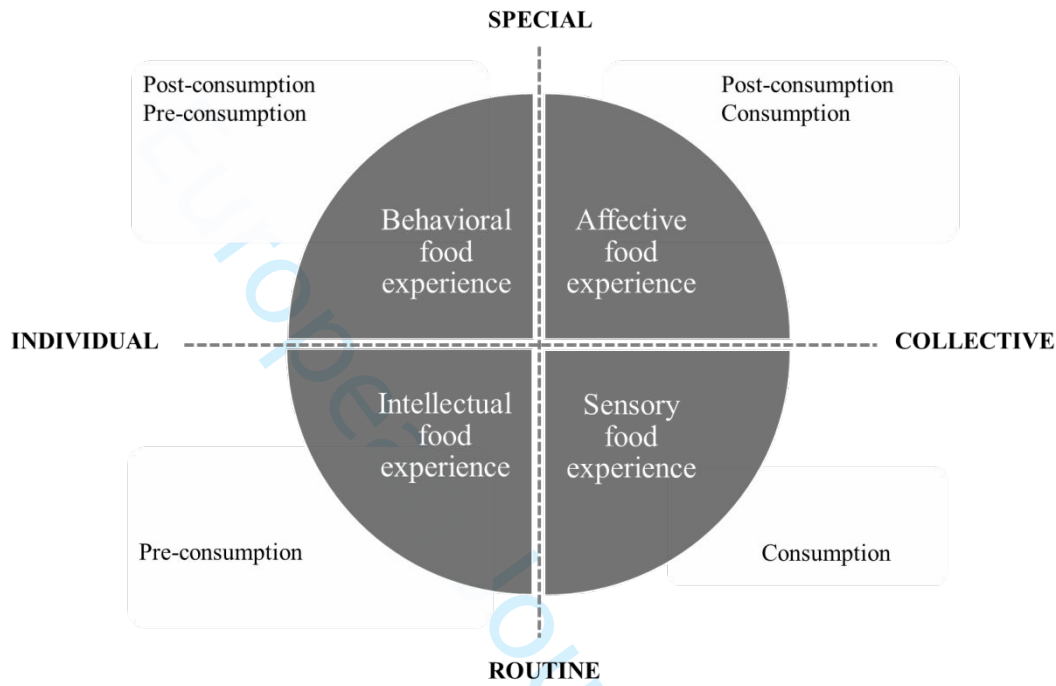 SPECIAL
Post-consumption
Pre-consumption
Post-consumption
Consumption
Behavioral
food
experience
Affective
food
experience
INDIVIDUAL
COLLECTIVE
Intellectual
food
experience
Sensory
food
experience
Pre-consumption
Consumption
ROUTINE